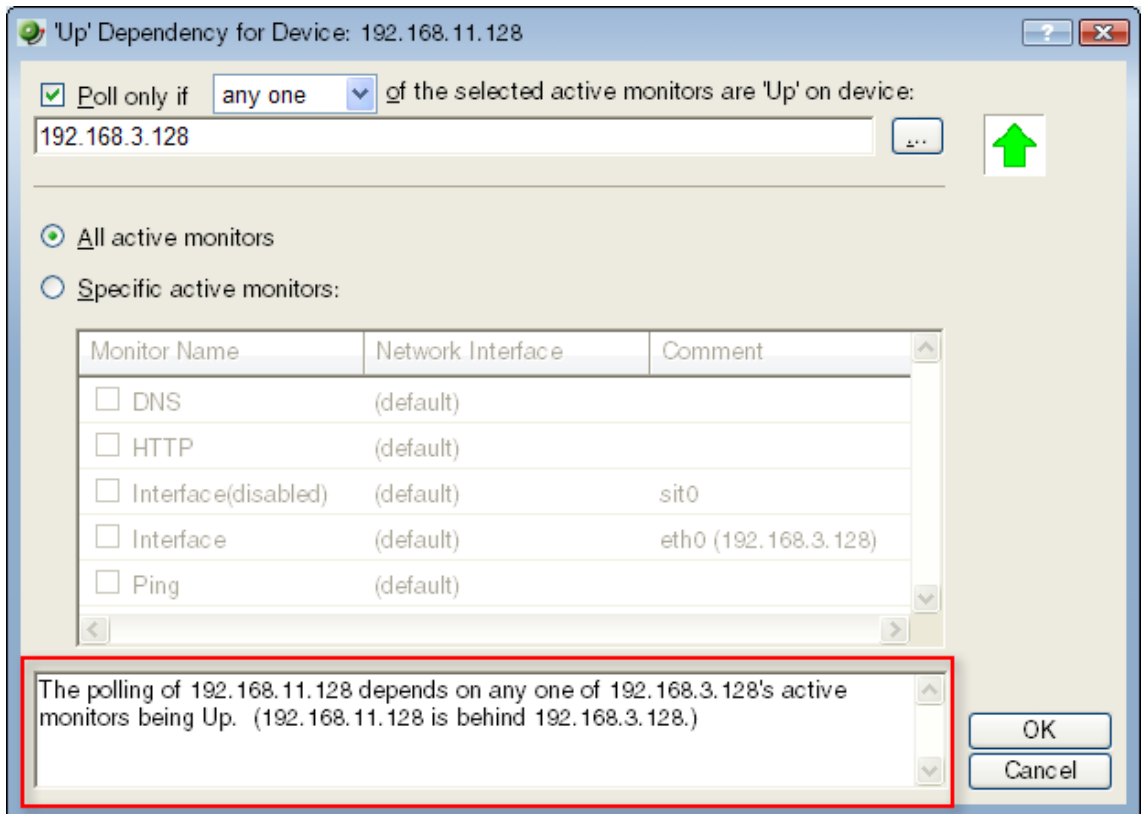 'Up' Dependency for Device: 192.168.11.128
Poll only if any one of the selected active monitors are 'Up' on device:
192.168.3.128 ...
All active monitors
Specific active monitors:
Monitor Name Network Interface Comment
DNS (default)
HTTP (default)
Interface(disabled) (default) sit0
Interface (default) eth0 (192.168.3.128)
Ping (default)
The polling of 192.168.11.128 depends on any one of 192.168.3.128's active
monitors being Up. (192.168.11.128 is behind 192.168.3.128.)
OK
Cancel